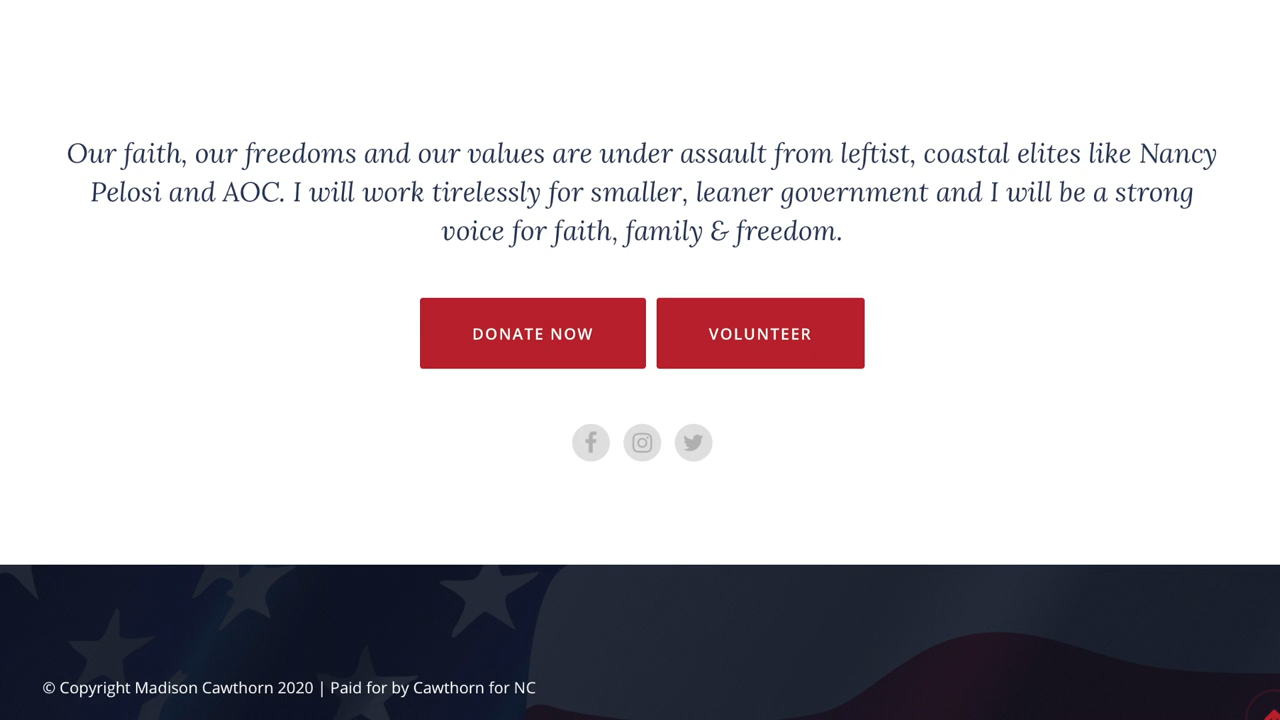 Our faith, our freedoms and our values are under assault from leftist, coastal elites like Nancy
Pelosi and AOC. I will work tirelessly for smaller, leaner government and I will be a strong
voice for faith, family & freedom.
DONATE NOW
VOLUNTEER
© Copyright Madison Cawthorn 2020 | Paid for by Cawthorn for NC